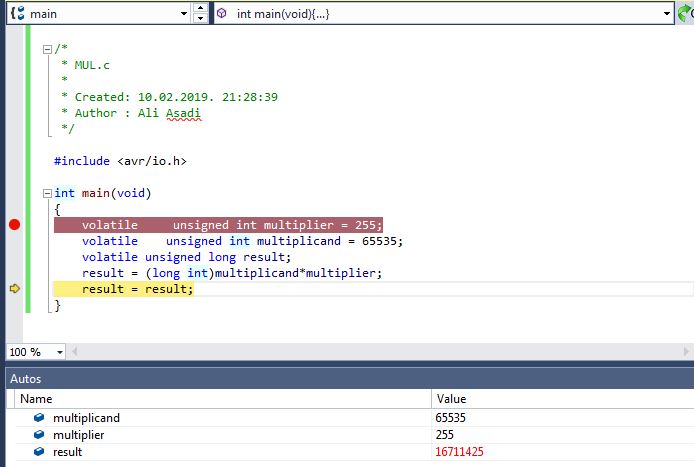 main int main(void){...}
/*
* MUL.c
*
* Created: 10.02.2019. 21:28:39
* Author : Ali Asadi
*/
#include <avr/io.h>
int main(void)
{
volatile    unsigned int multiplier = 255;
volatile    unsigned int multiplicand = 65535;
volatile unsigned long result;
result = (long int)multiplicand*multiplier;
result = result;
}
100 %
Autos
Name Value
multiplicand 65535
multiplier 255
result 16711425